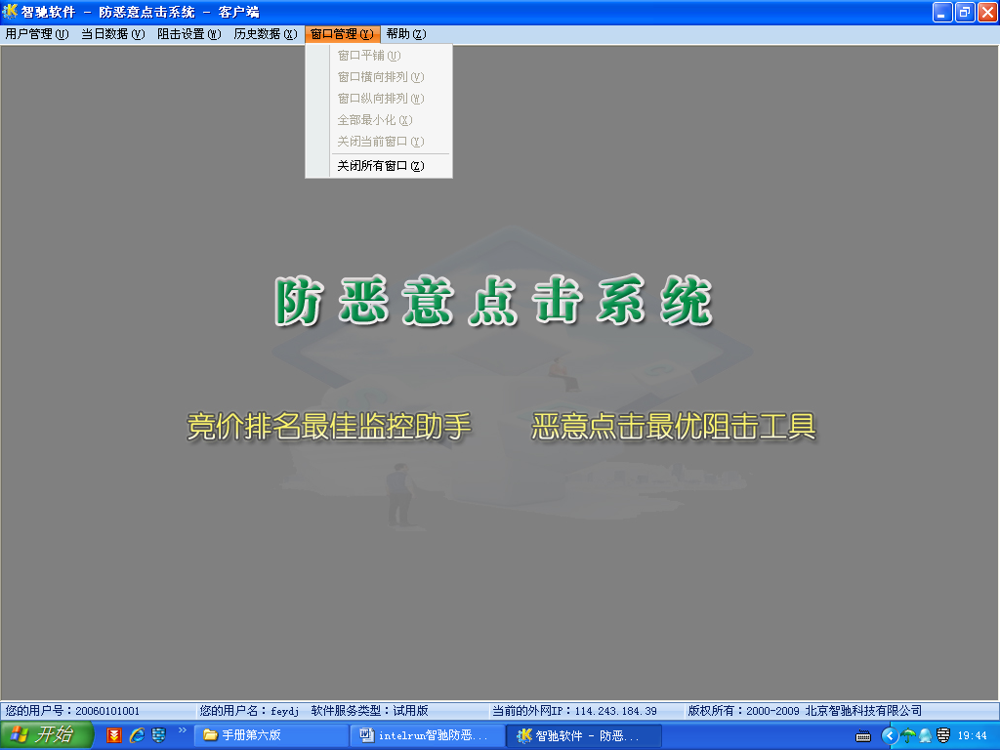 智驰软件 - 防恶意点击系统 - 客户端
用户管理(U) 当日数据(V) 阻击设置(W) 历史数据(X) 窗口管理(Y) 帮助(Z)
窗口平铺(U)
窗口横向排列(V)
窗口纵向排列(W)
全部最小化(X)
关闭当前窗口(Y)
关闭所有窗口(Z)
防恶意点击系统
竞价排名最佳监控助手 恶意点击最优阻击工具
您的用户号：20060101001 您的用户名：feydj 软件服务类型：试用版 当前的外网IP：114.243.184.39 版权所有：2000-2009 北京智驰科技有限公司
开始 手册第六版 intelrun智驰防恶... 智驰软件 - 防恶... 19:44